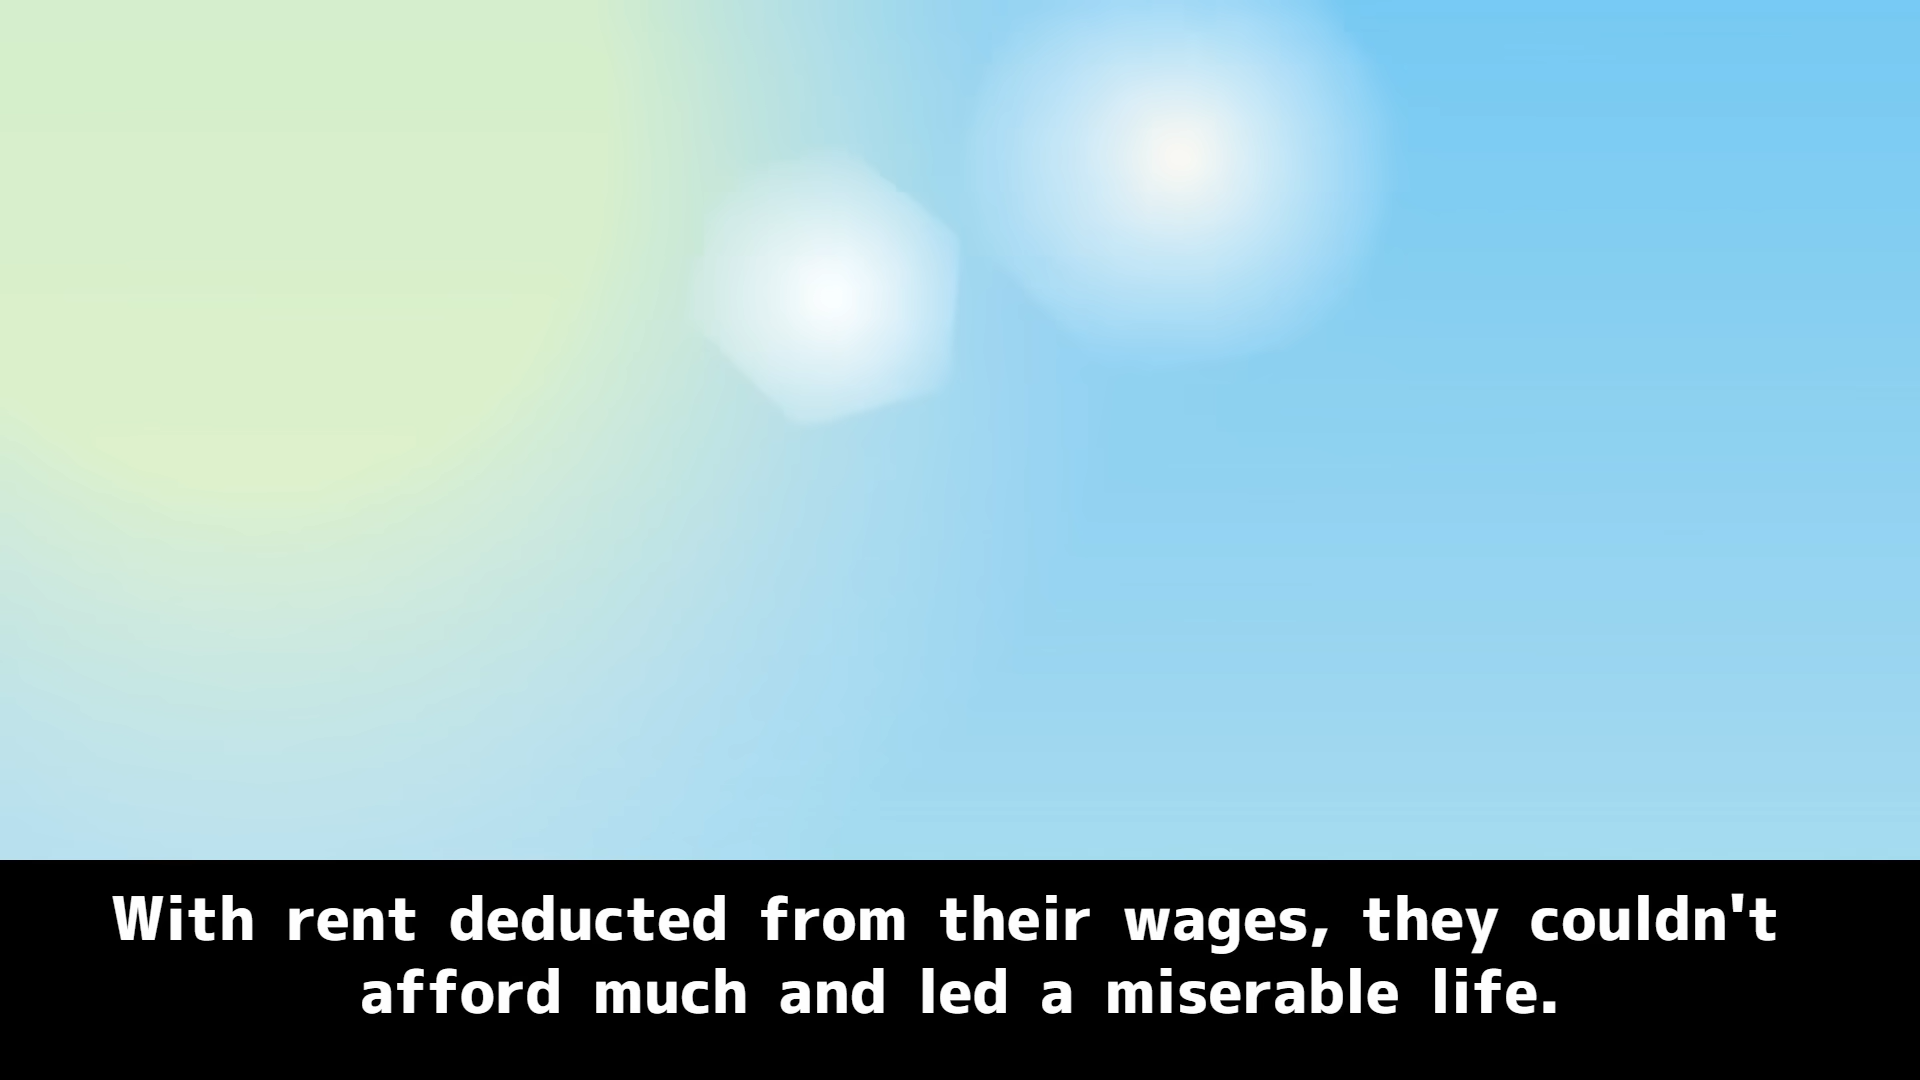 With rent deducted from their wages, they couldn't
afford much and led a miserable life.